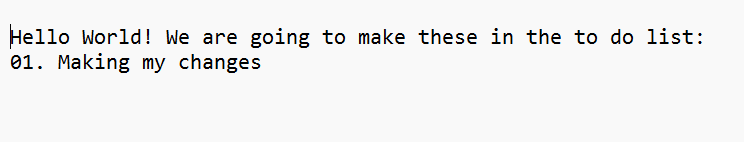 Hello World! We are going to make these in the to do list:
01. Making my changes